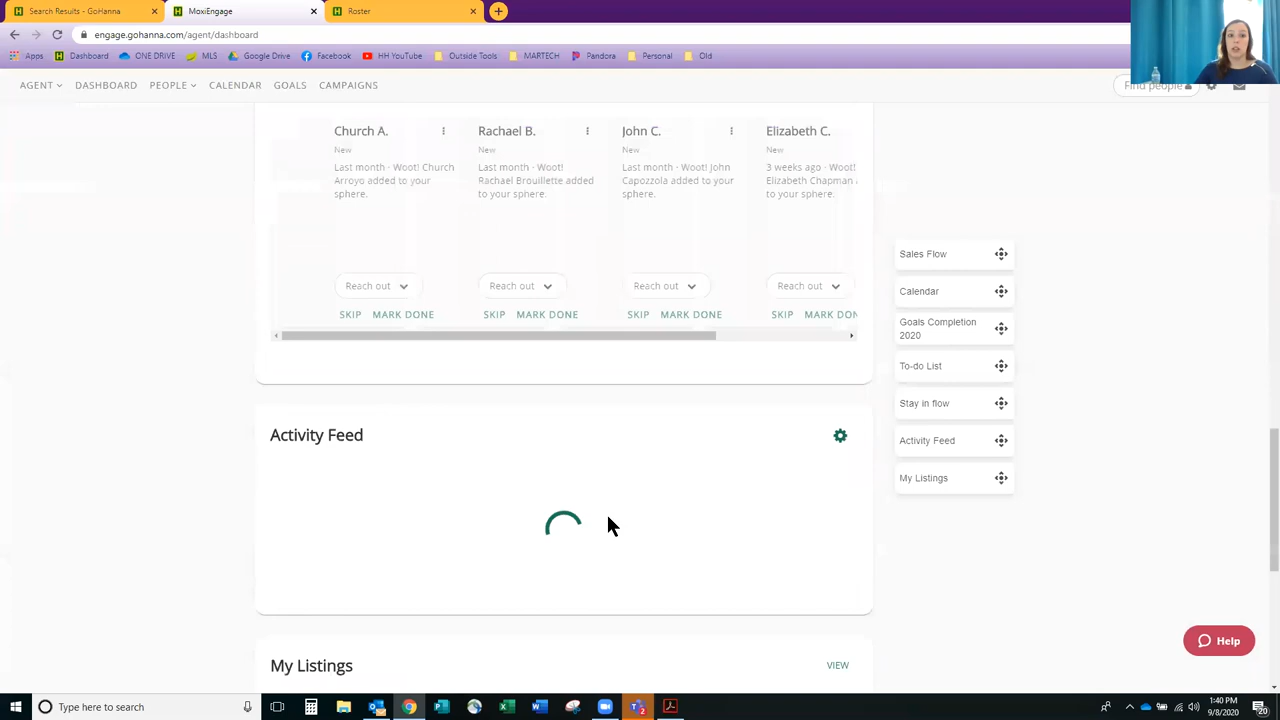 Search Results - GoHanna
MoxiEngage
Roster
engage.gohanna.com/agent/dashboard
Apps
Dashboard
ONE DRIVE
MLS
Google Drive
Facebook
HH YouTube
Outside Tools
MARTECH
Pandora
Personal
Old
AGENT
DASHBOARD
PEOPLE
CALENDAR
GOALS
CAMPAIGNS
Find people
Church A.
New
Last month · Woot! Church
Arroyo added to your
sphere.
Reach out
SKIP MARK DONE
Rachael B.
New
Last month · Woot!
Rachael Brouillette added
to your sphere.
Reach out
SKIP MARK DONE
John C.
New
Last month · Woot! John
Capozzola added to your
sphere.
Reach out
SKIP MARK DONE
Elizabeth C.
New
3 weeks ago · Woot!
Elizabeth Chapman a
to your sphere.
Reach out
SKIP MARK DON
Activity Feed
My Listings
VIEW
Sales Flow
Calendar
Goals Completion
2020
To-do List
Stay in flow
Activity Feed
My Listings
Help
Type here to search
2
1:40 PM
9/8/2020
20